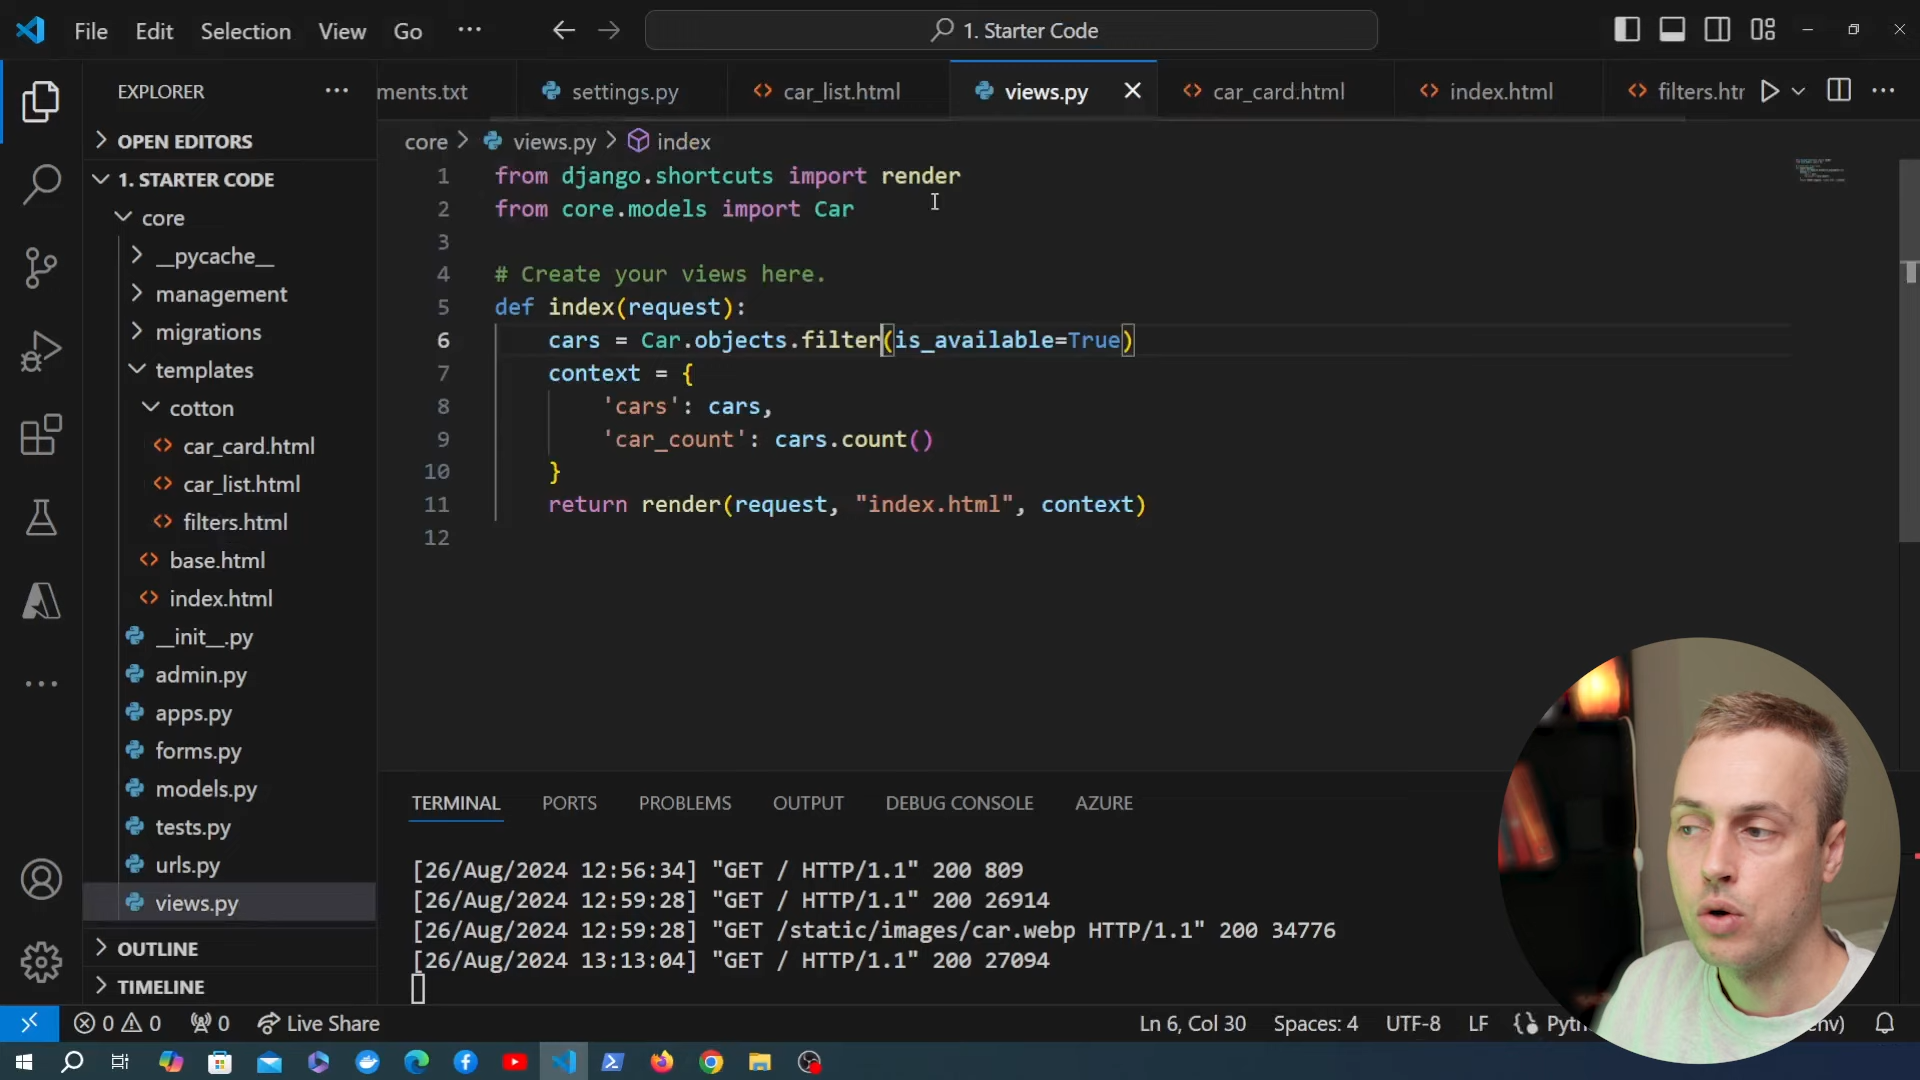 File Edit Selection View Go ··· 1. Starter Code
EXPLORER ···
OPEN EDITORS
1. STARTER CODE
core
__pycache__
management
migrations
templates
cotton
car_card.html
car_list.html
filters.html
base.html
index.html
__init__.py
admin.py
apps.py
forms.py
models.py
tests.py
urls.py
views.py
OUTLINE
TIMELINE
ments.txt settings.py car_list.html views.py car_card.html index.html filters.htr
core > views.py > index
1 from django.shortcuts import render
2 from core.models import Car
3
4 # Create your views here.
5 def index(request):
6 cars = Car.objects.filter(is_available=True)
7 context = {
8 'cars': cars,
9 'car_count': cars.count()
10 }
11 return render(request, "index.html", context)
12
TERMINAL PORTS PROBLEMS OUTPUT DEBUG CONSOLE AZURE
[26/Aug/2024 12:56:34] "GET / HTTP/1.1" 200 809
[26/Aug/2024 12:59:28] "GET / HTTP/1.1" 200 26914
[26/Aug/2024 12:59:28] "GET /static/images/car.webp HTTP/1.1" 200 34776
[26/Aug/2024 13:13:04] "GET / HTTP/1.1" 200 27094
0 0 0 Live Share Ln 6, Col 30 Spaces: 4 UTF-8 LF